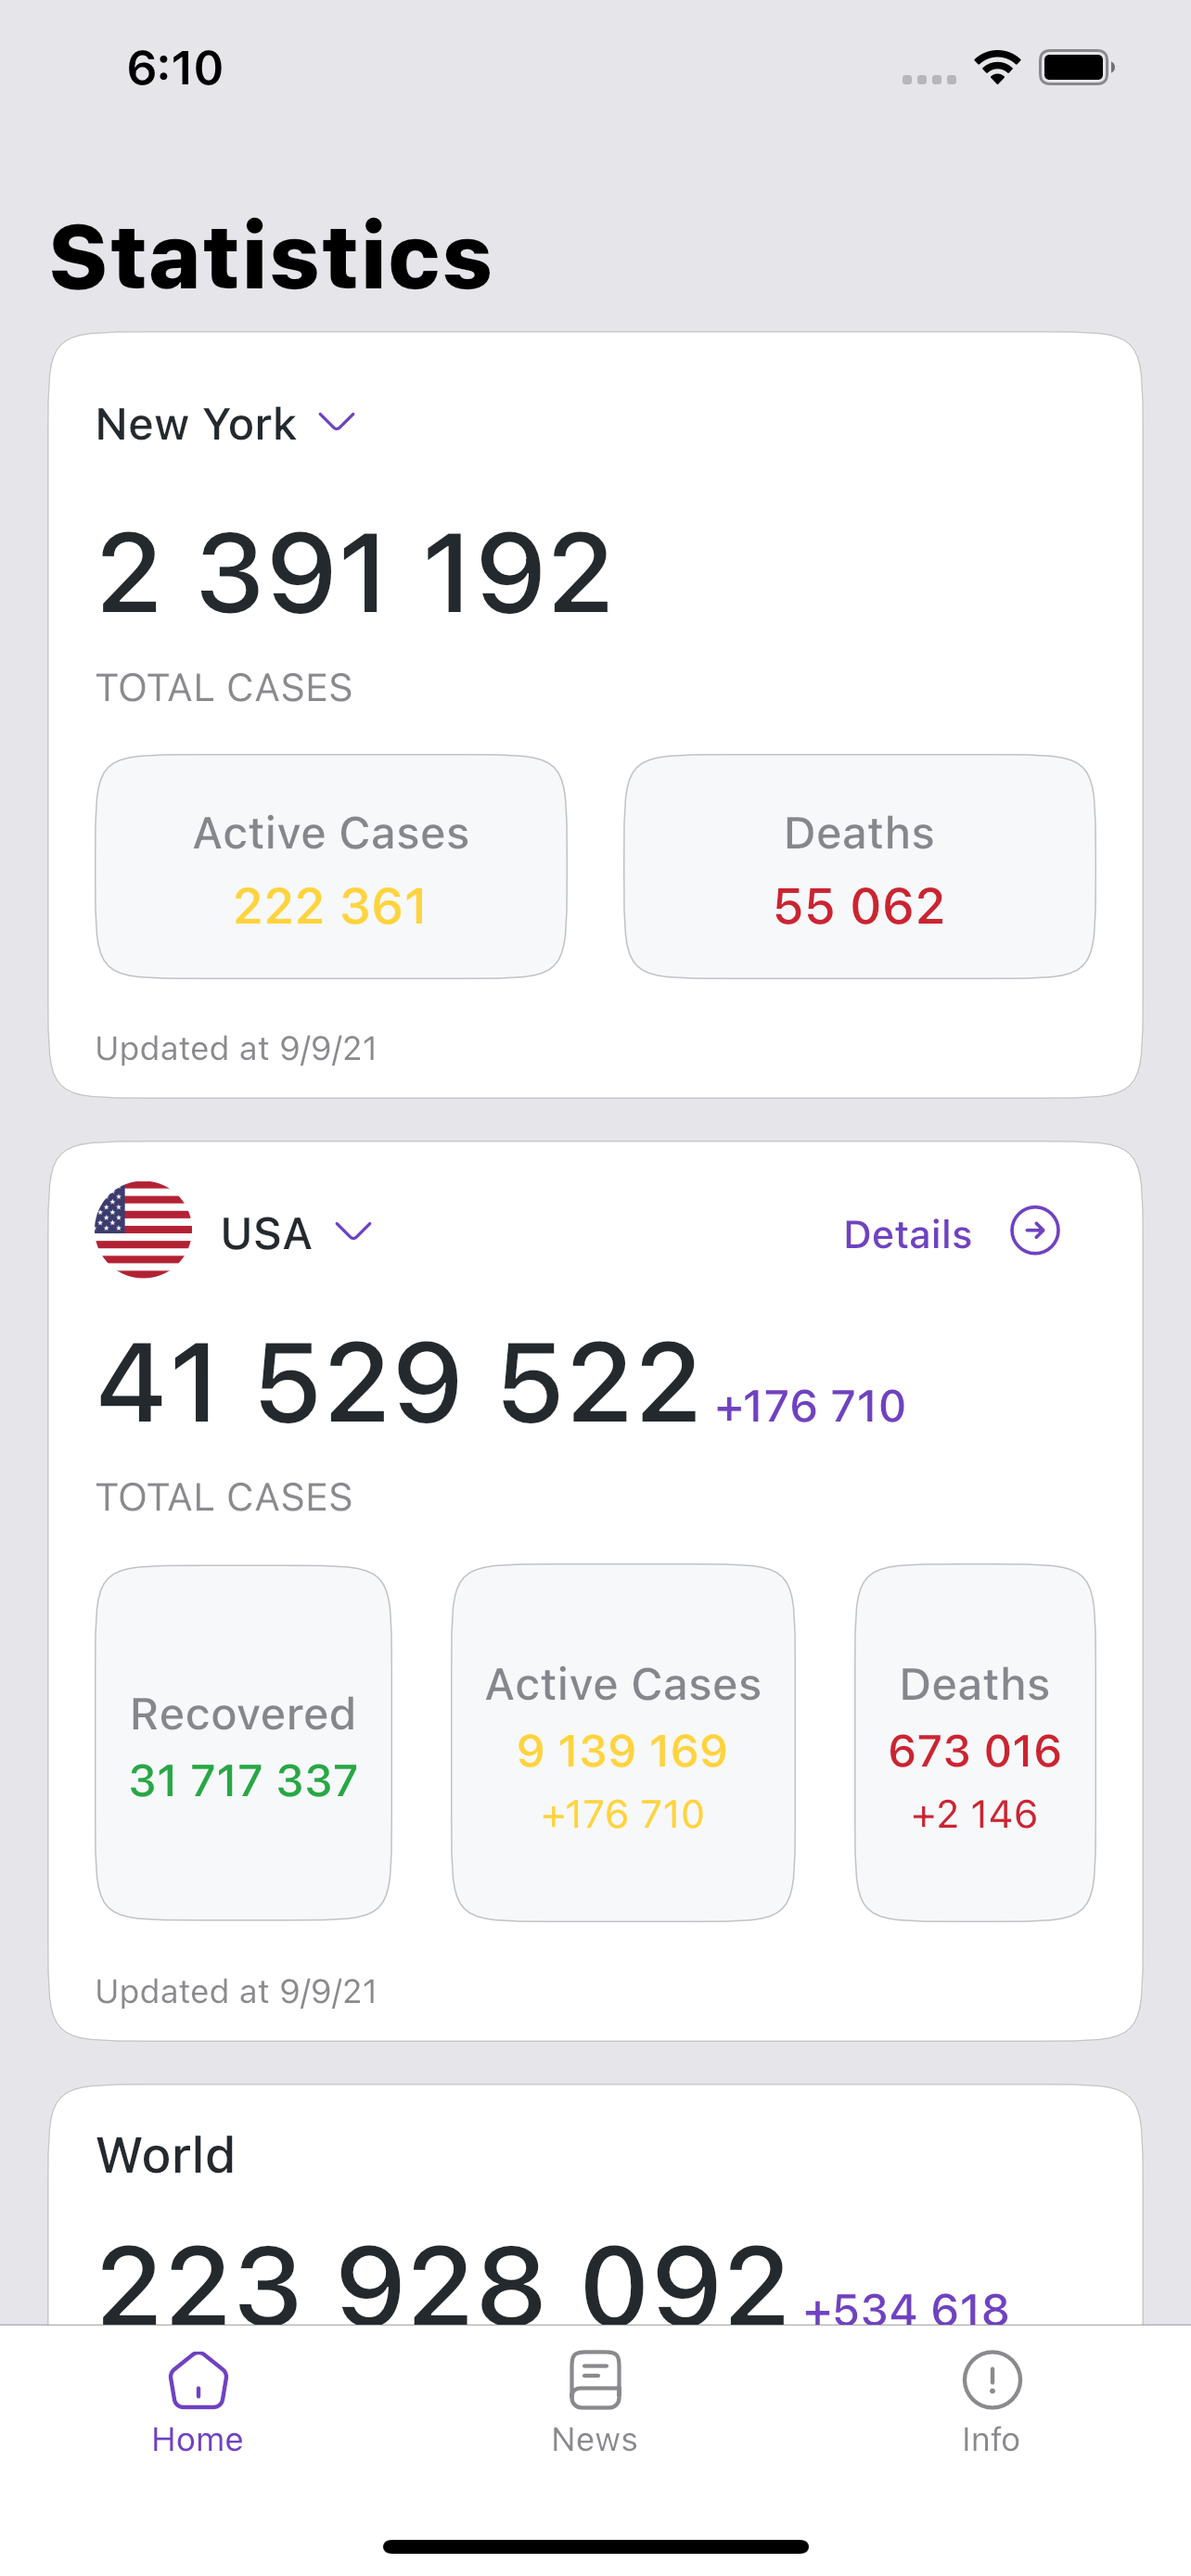 6:10
Statistics
New York
2 391 192
TOTAL CASES
Active Cases
222 361
Deaths
55 062
Updated at 9/9/21
USA
Details
41 529 522 +176 710
TOTAL CASES
Recovered
31 717 337
Active Cases
9 139 169
+176 710
Deaths
673 016
+2 146
Updated at 9/9/21
World
223 928 092 +534 618
Home
News
Info